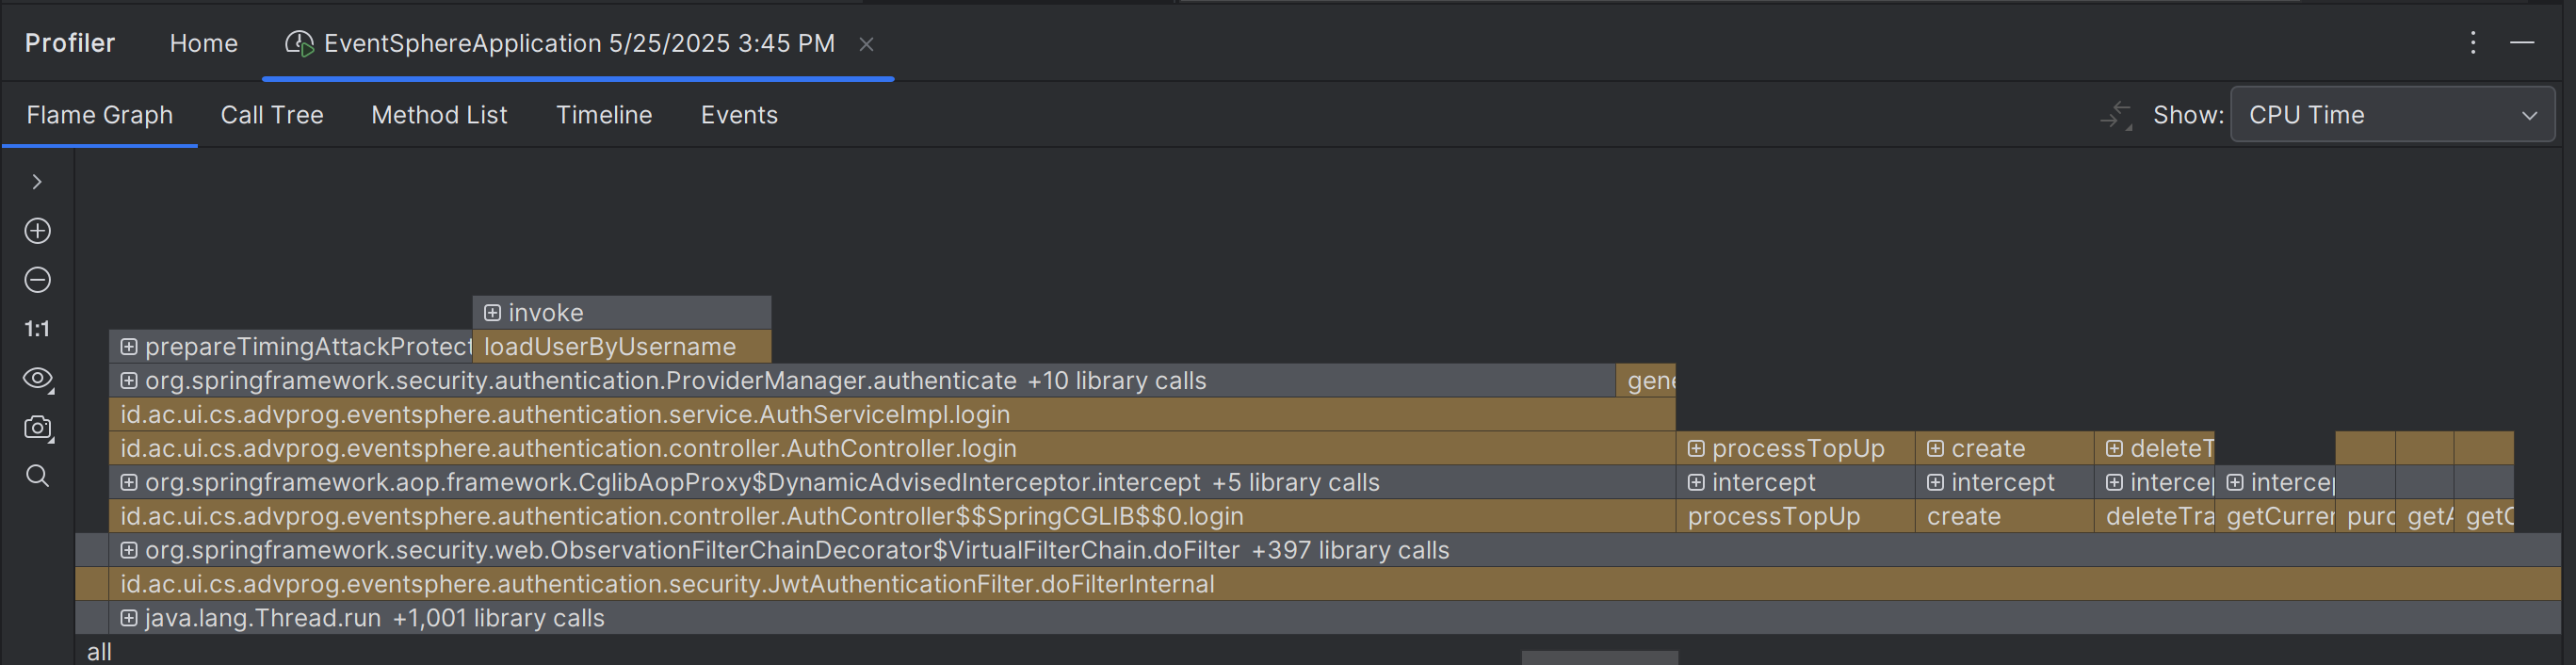 Profiler Home EventSphereApplication 5/25/2025 3:45 PM
Flame Graph Call Tree Method List Timeline Events Show: CPU Time
1:1
invoke
prepareTimingAttackProtect loadUserByUsername
org.springframework.security.authentication.ProviderManager.authenticate +10 library calls gene
id.ac.ui.cs.advprog.eventsphere.authentication.service.AuthServiceImpl.login
id.ac.ui.cs.advprog.eventsphere.authentication.controller.AuthController.login processTopUp create deleteT
org.springframework.aop.framework.CglibAopProxy$DynamicAdvisedInterceptor.intercept +5 library calls intercept intercept interce interce
id.ac.ui.cs.advprog.eventsphere.authentication.controller.AuthController$$SpringCGLIB$$0.login processTopUp create deleteTra getCurrer purc getA getC
org.springframework.security.web.ObservationFilterChainDecorator$VirtualFilterChain.doFilter +397 library calls
id.ac.ui.cs.advprog.eventsphere.authentication.security.JwtAuthenticationFilter.doFilterInternal
java.lang.Thread.run +1,001 library calls
all